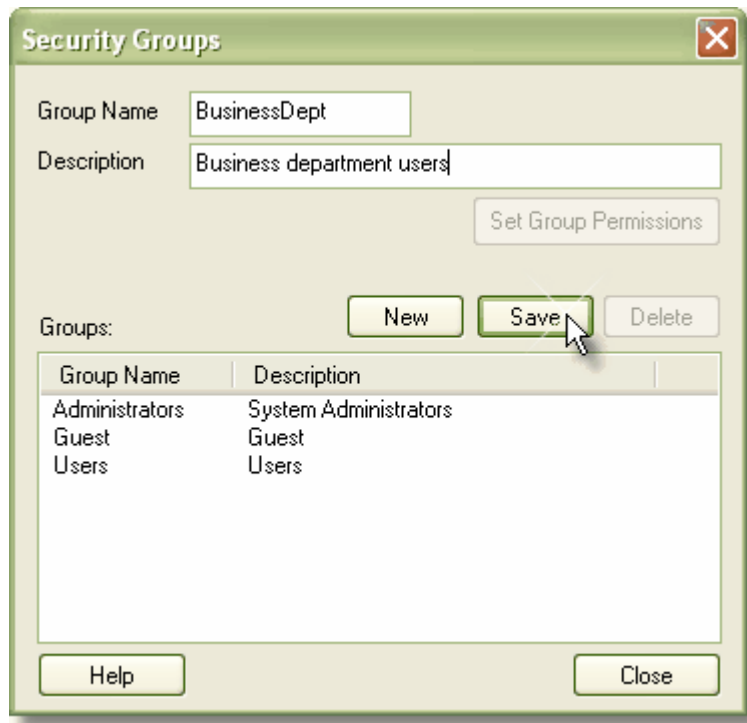 Security Groups
Group Name BusinessDept
Description Business department users
Set Group Permissions
New Save Delete
Groups:
Group Name Description
Administrators System Administrators
Guest Guest
Users Users
Help Close